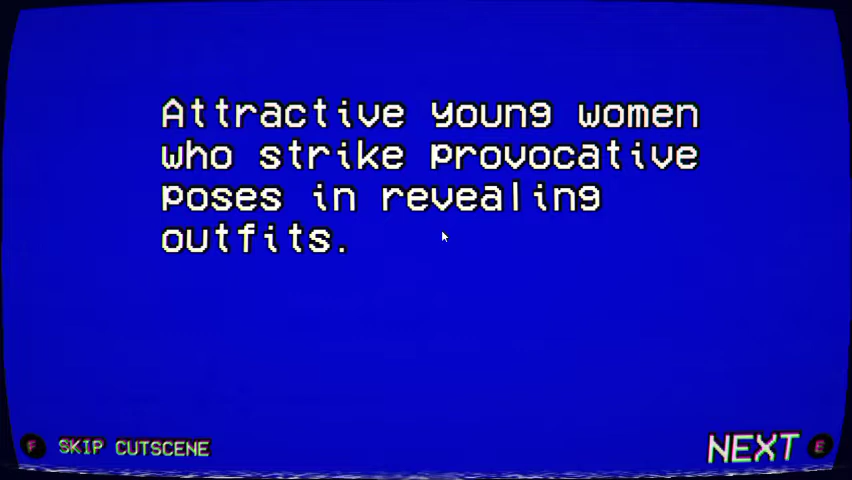 Attractive young women
who strike provocative
poses in revealing
outfits.
F SKIP CUTSCENE
NEXT E